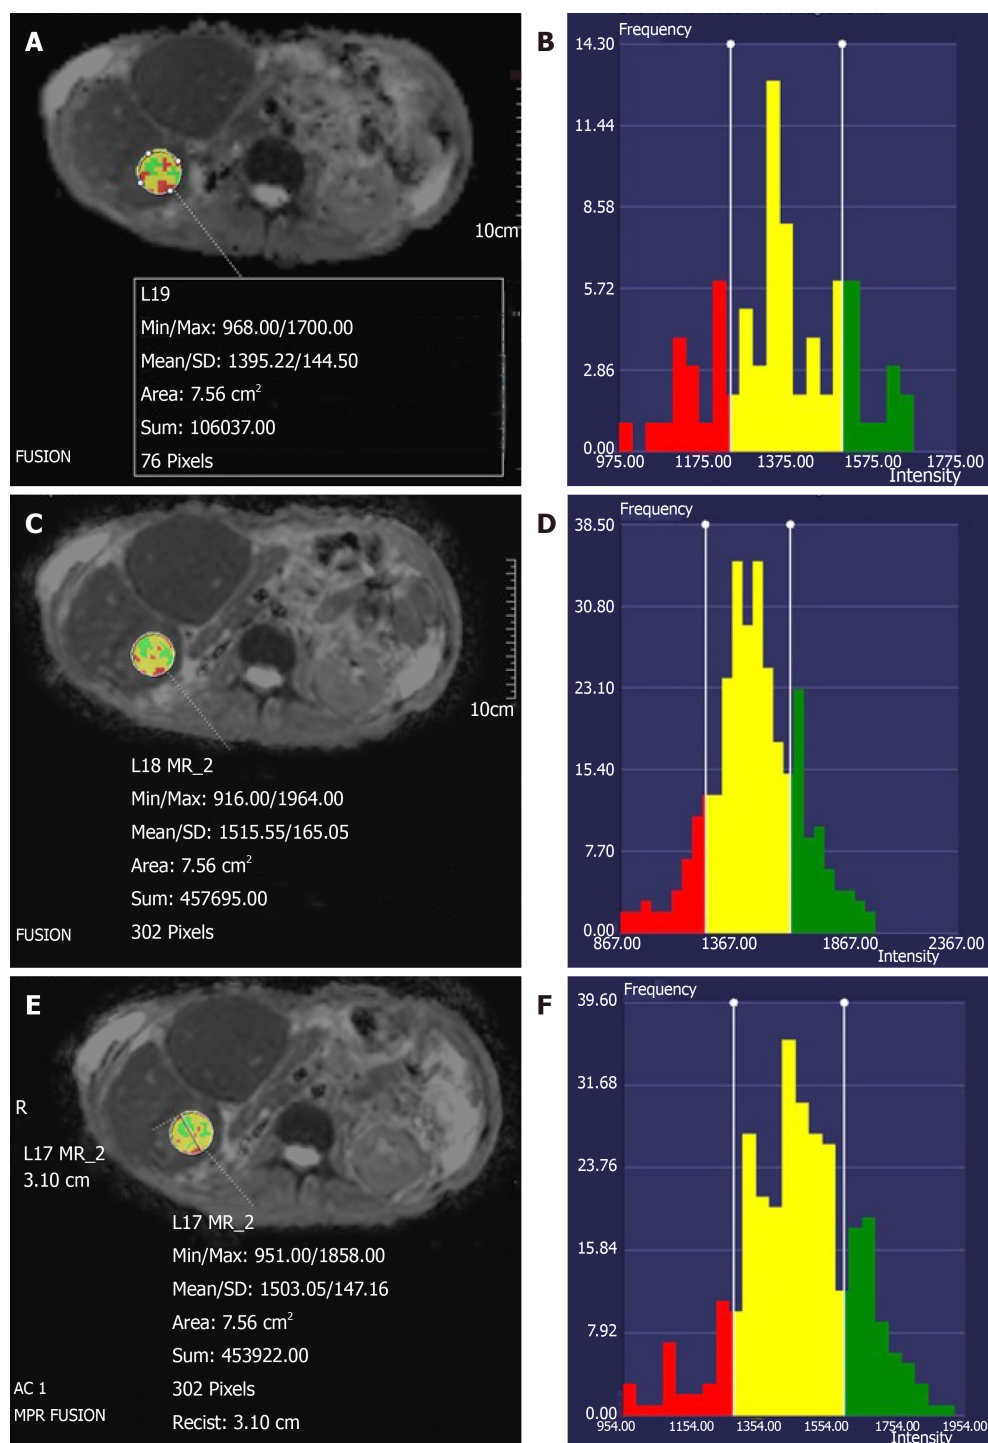 A
10cm
L19
Min/Max: 968.00/1700.00
Mean/SD: 1395.22/144.50
Area: 7.56 cm²
Sum: 106037.00
76 Pixels
FUSION
B
Frequency
14.30
11.44
8.58
5.72
2.86
0.00
975.00 1175.00 1375.00 1575.00 1775.00
Intensity
C
10cm
L18 MR_2
Min/Max: 916.00/1964.00
Mean/SD: 1515.55/165.05
Area: 7.56 cm²
Sum: 457695.00
302 Pixels
FUSION
D
Frequency
38.50
30.80
23.10
15.40
7.70
0.00
867.00 1367.00 1867.00 2367.00
Intensity
E
R
L17 MR_2
3.10 cm
L17 MR_2
Min/Max: 951.00/1858.00
Mean/SD: 1503.05/147.16
Area: 7.56 cm²
Sum: 453922.00
302 Pixels
Recist: 3.10 cm
AC 1
MPR FUSION
F
Frequency
39.60
31.68
23.76
15.84
7.92
0.00
954.00 1154.00 1354.00 1554.00 1754.00 1954.00
Intensity